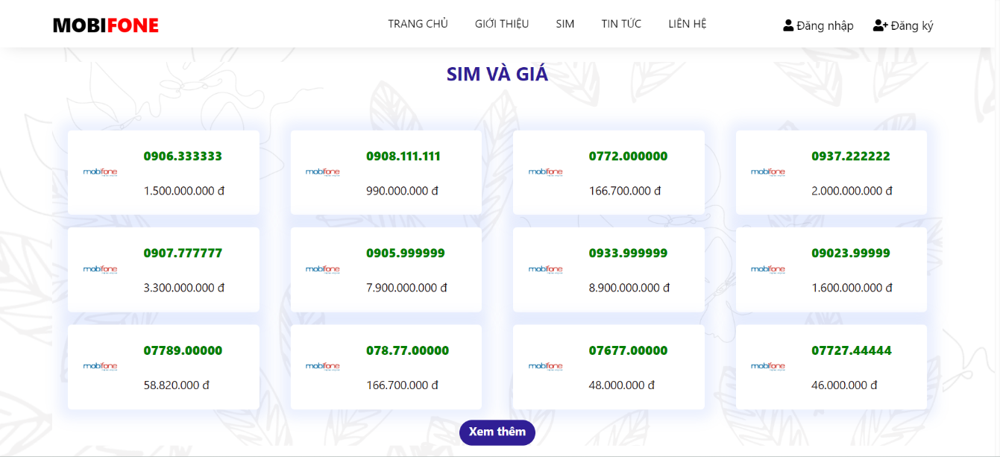 MOBIFONE
TRANG CHỦ
GIỚI THIỆU
SIM
TIN TỨC
LIÊN HỆ
Đăng nhập
Đăng ký
SIM VÀ GIÁ
mobifone
0906.333333
1.500.000.000 đ
mobifone
0908.111.111
990.000.000 đ
mobifone
0772.000000
166.700.000 đ
mobifone
0937.222222
2.000.000.000 đ
mobifone
0907.777777
3.300.000.000 đ
mobifone
0905.999999
7.900.000.000 đ
mobifone
0933.999999
8.900.000.000 đ
mobifone
09023.99999
1.600.000.000 đ
mobifone
07789.00000
58.820.000 đ
mobifone
078.77.00000
166.700.000 đ
mobifone
07677.00000
48.000.000 đ
mobifone
07727.44444
46.000.000 đ
Xem thêm